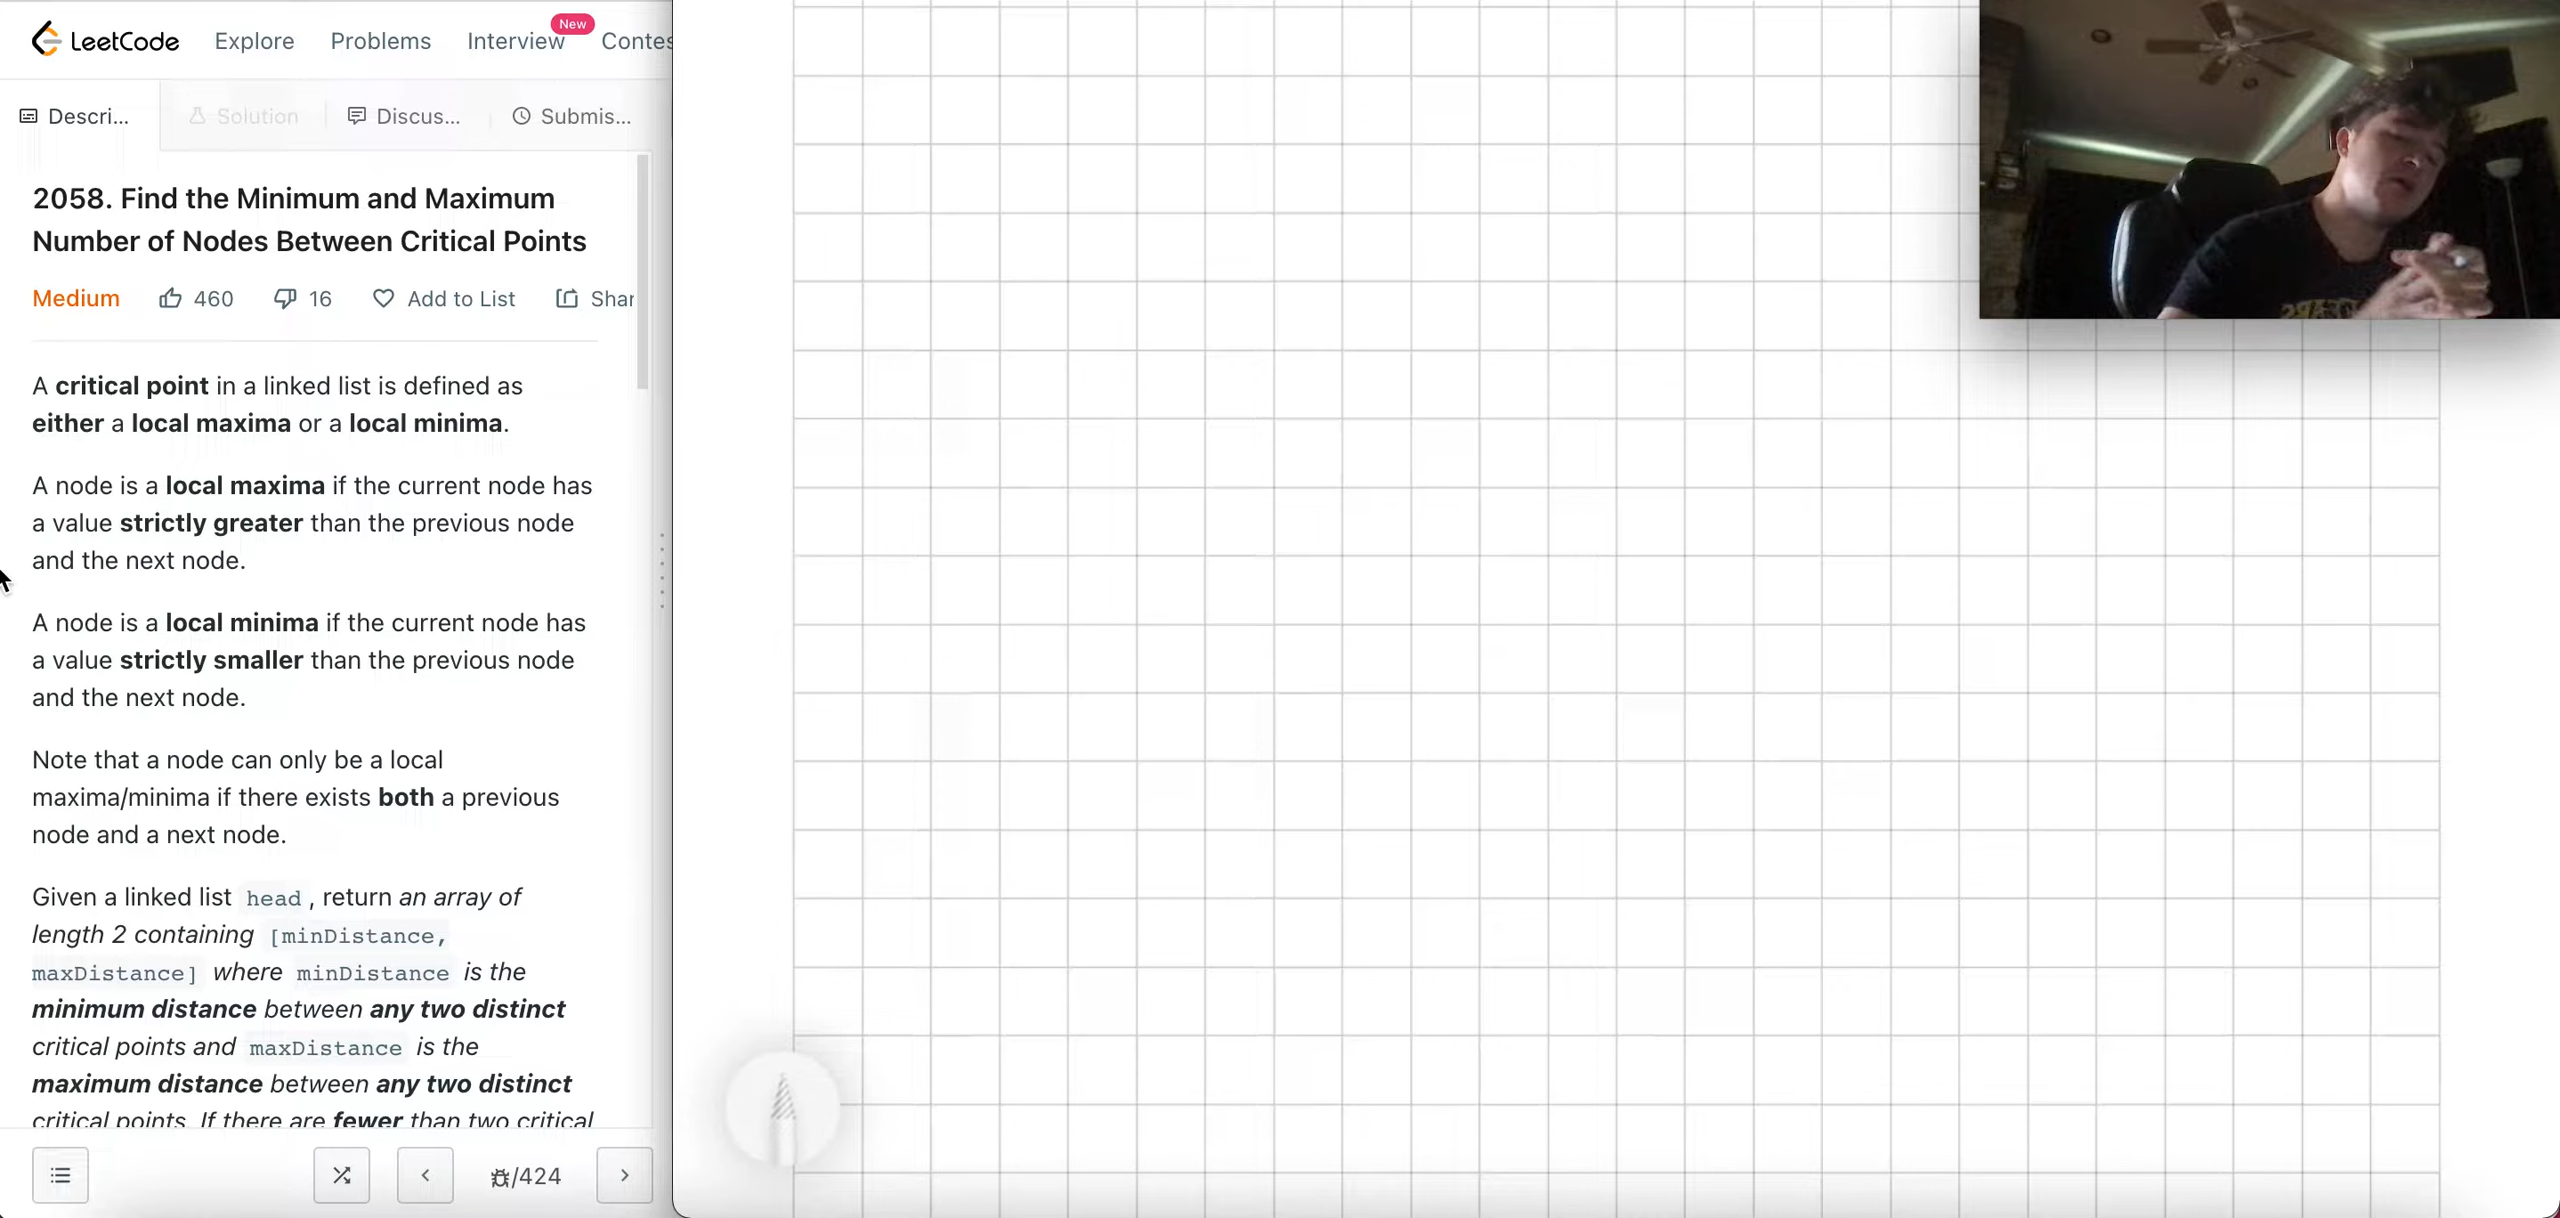 LeetCode Explore Problems Interview New Contes
Descri... Solution Discus... Submis...
2058. Find the Minimum and Maximum
Number of Nodes Between Critical Points
Medium 460 16 Add to List Shar
A critical point in a linked list is defined as
either a local maxima or a local minima.
A node is a local maxima if the current node has
a value strictly greater than the previous node
and the next node.
A node is a local minima if the current node has
a value strictly smaller than the previous node
and the next node.
Note that a node can only be a local
maxima/minima if there exists both a previous
node and a next node.
Given a linked list head , return an array of
length 2 containing [minDistance,
maxDistance] where minDistance is the
minimum distance between any two distinct
critical points and maxDistance is the
maximum distance between any two distinct
critical points. If there are fewer than two critical
/424